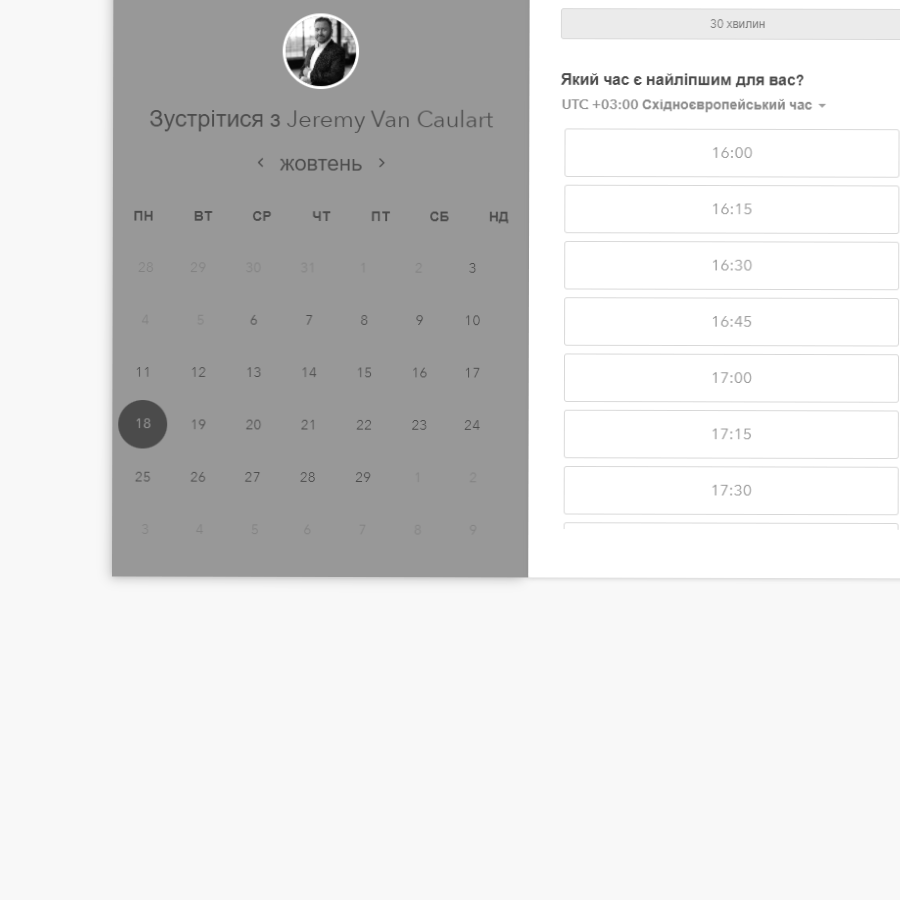 Зустрітися з Jeremy Van Caulart
жовтень
ПН ВТ СР ЧТ ПТ СБ НД
28 29 30 31 1 2 3
4 5 6 7 8 9 10
11 12 13 14 15 16 17
18 19 20 21 22 23 24
25 26 27 28 29 1 2
3 4 5 6 7 8 9
30 хвилин
Який час є найліпшим для вас?
UTC +03:00 Східноєвропейський час
16:00
16:15
16:30
16:45
17:00
17:15
17:30